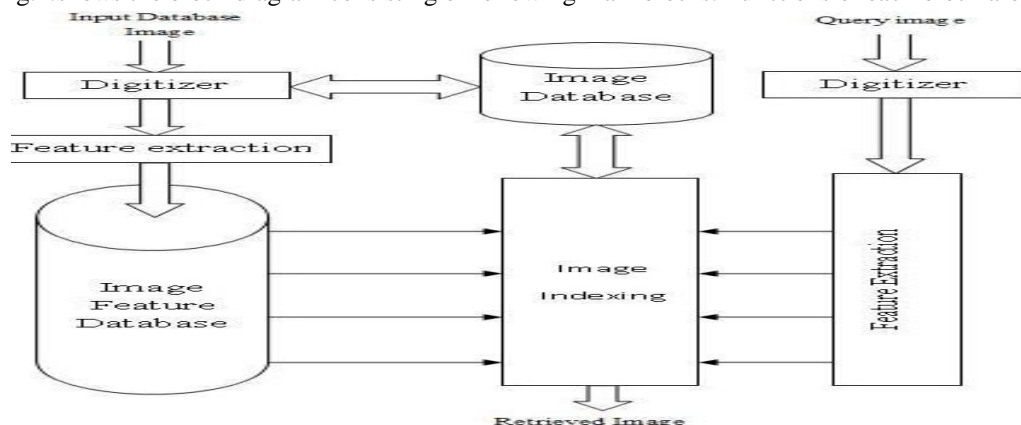 Input Database
Image
Query image
Digitizer
Image
Database
Digitizer
Feature extraction
Image
Feature
Database
Image
Indexing
Feature Extraction
Retrieved Image